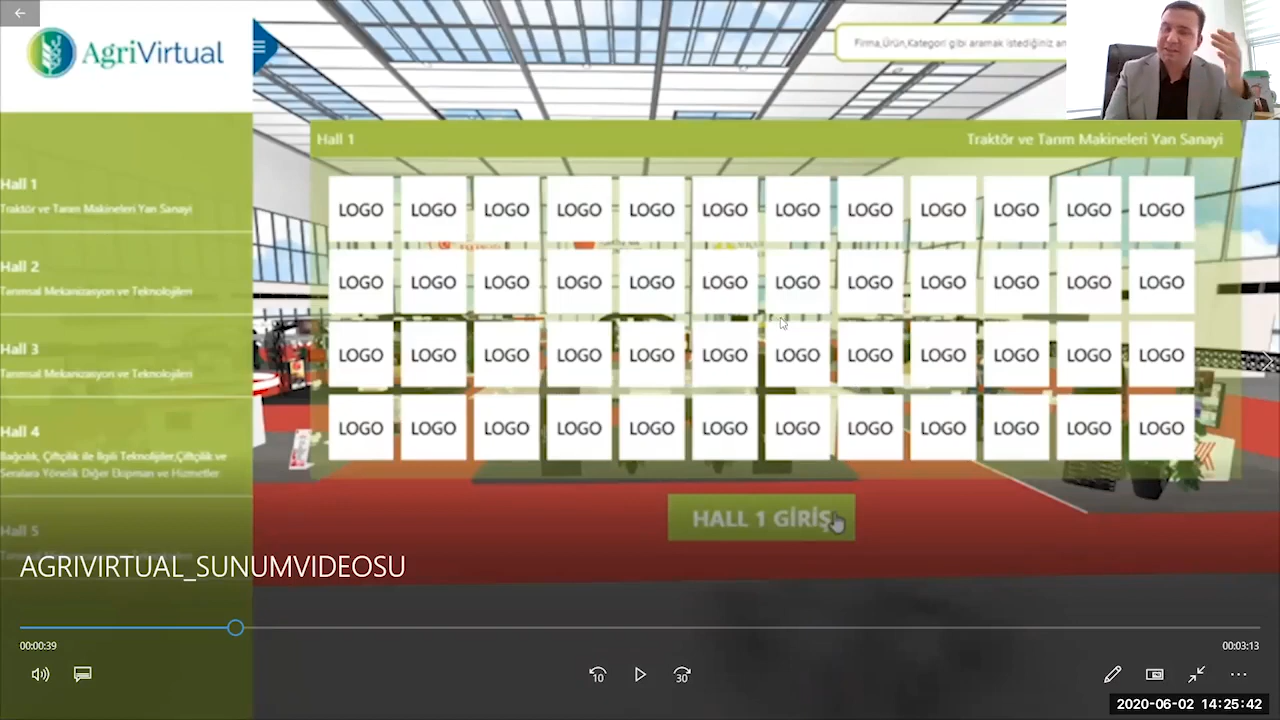 AgriVirtual
Firma,Ürün,Kategori gibi aramak istediğiniz
Hall 1
Traktör ve Tarım Makineleri Yan Sanayi
Hall 1
Traktör ve Tarım Makineleri Yan Sanayi
Hall 2
Tarımsal Mekanizasyon ve Teknolojileri
Hall 3
Tarımsal Mekanizasyon ve Teknolojileri
Hall 4
Bağcılık, Çiftçilik ile İlgili Teknolijiler,Çiftçilik ve
Seralara Yönelik Diğer Ekipman ve Hizmetler
Hall 5
LOGO LOGO LOGO LOGO LOGO LOGO LOGO LOGO LOGO LOGO LOGO LOGO
LOGO LOGO LOGO LOGO LOGO LOGO LOGO LOGO LOGO LOGO LOGO LOGO
LOGO LOGO LOGO LOGO LOGO LOGO LOGO LOGO LOGO LOGO LOGO LOGO
LOGO LOGO LOGO LOGO LOGO LOGO LOGO LOGO LOGO LOGO LOGO LOGO
HALL 1 GİRİŞ
AGRIVIRTUAL_SUNUMVIDEOSU
00:00:39
00:03:13
10
30
2020-06-02 14:25:42